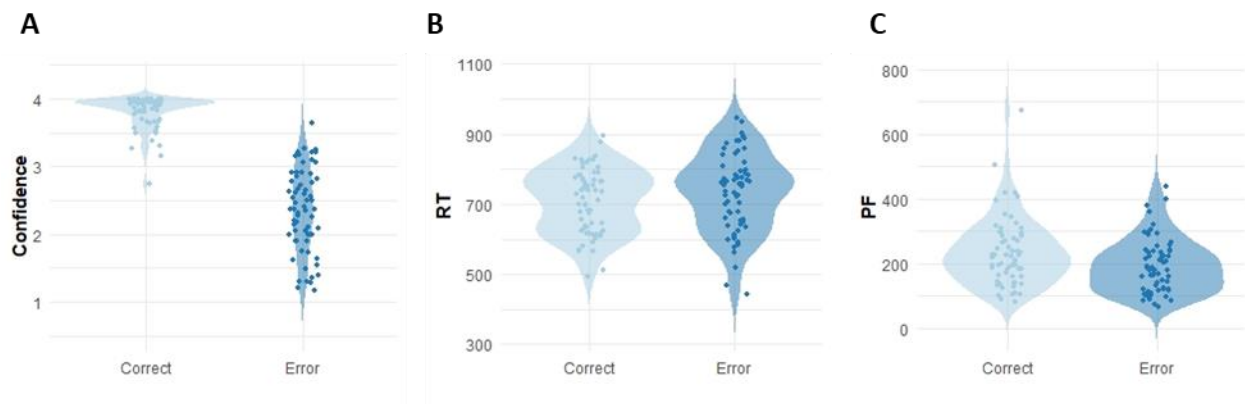 A
B
C
Confidence
4
3
2
1
Correct
Error
RT
1100
900
700
500
300
Correct
Error
PF
800
600
400
200
0
Correct
Error